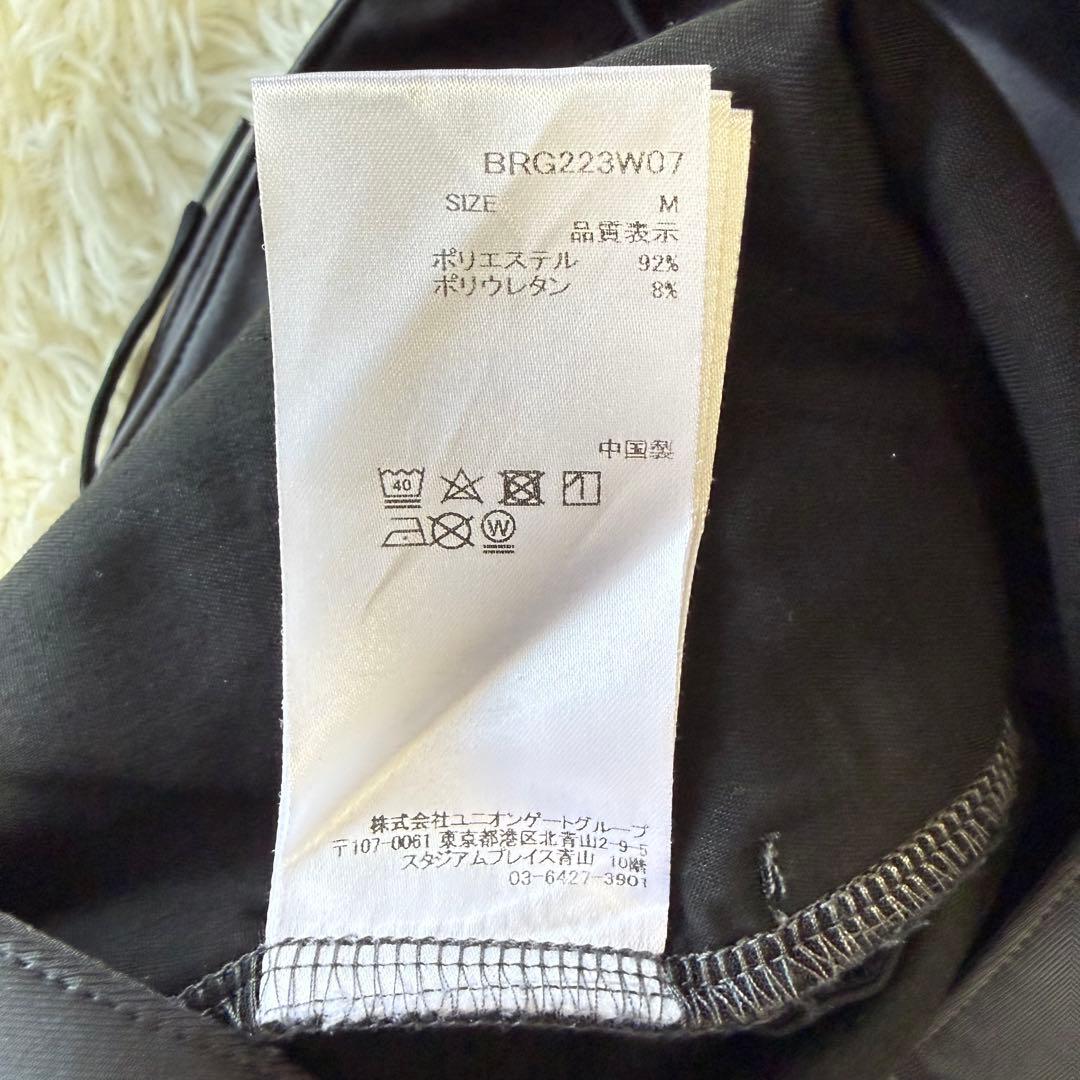 BRG223W07
SIZE M
品質表示
ポリエステル 92%
ポリウレタン 8%
中国製
40
W
株式会社ユニオンゲートグループ
〒107-0061 東京都港区北青山2-9-5
スタジアムプレイス青山 10階
03-6427-3901